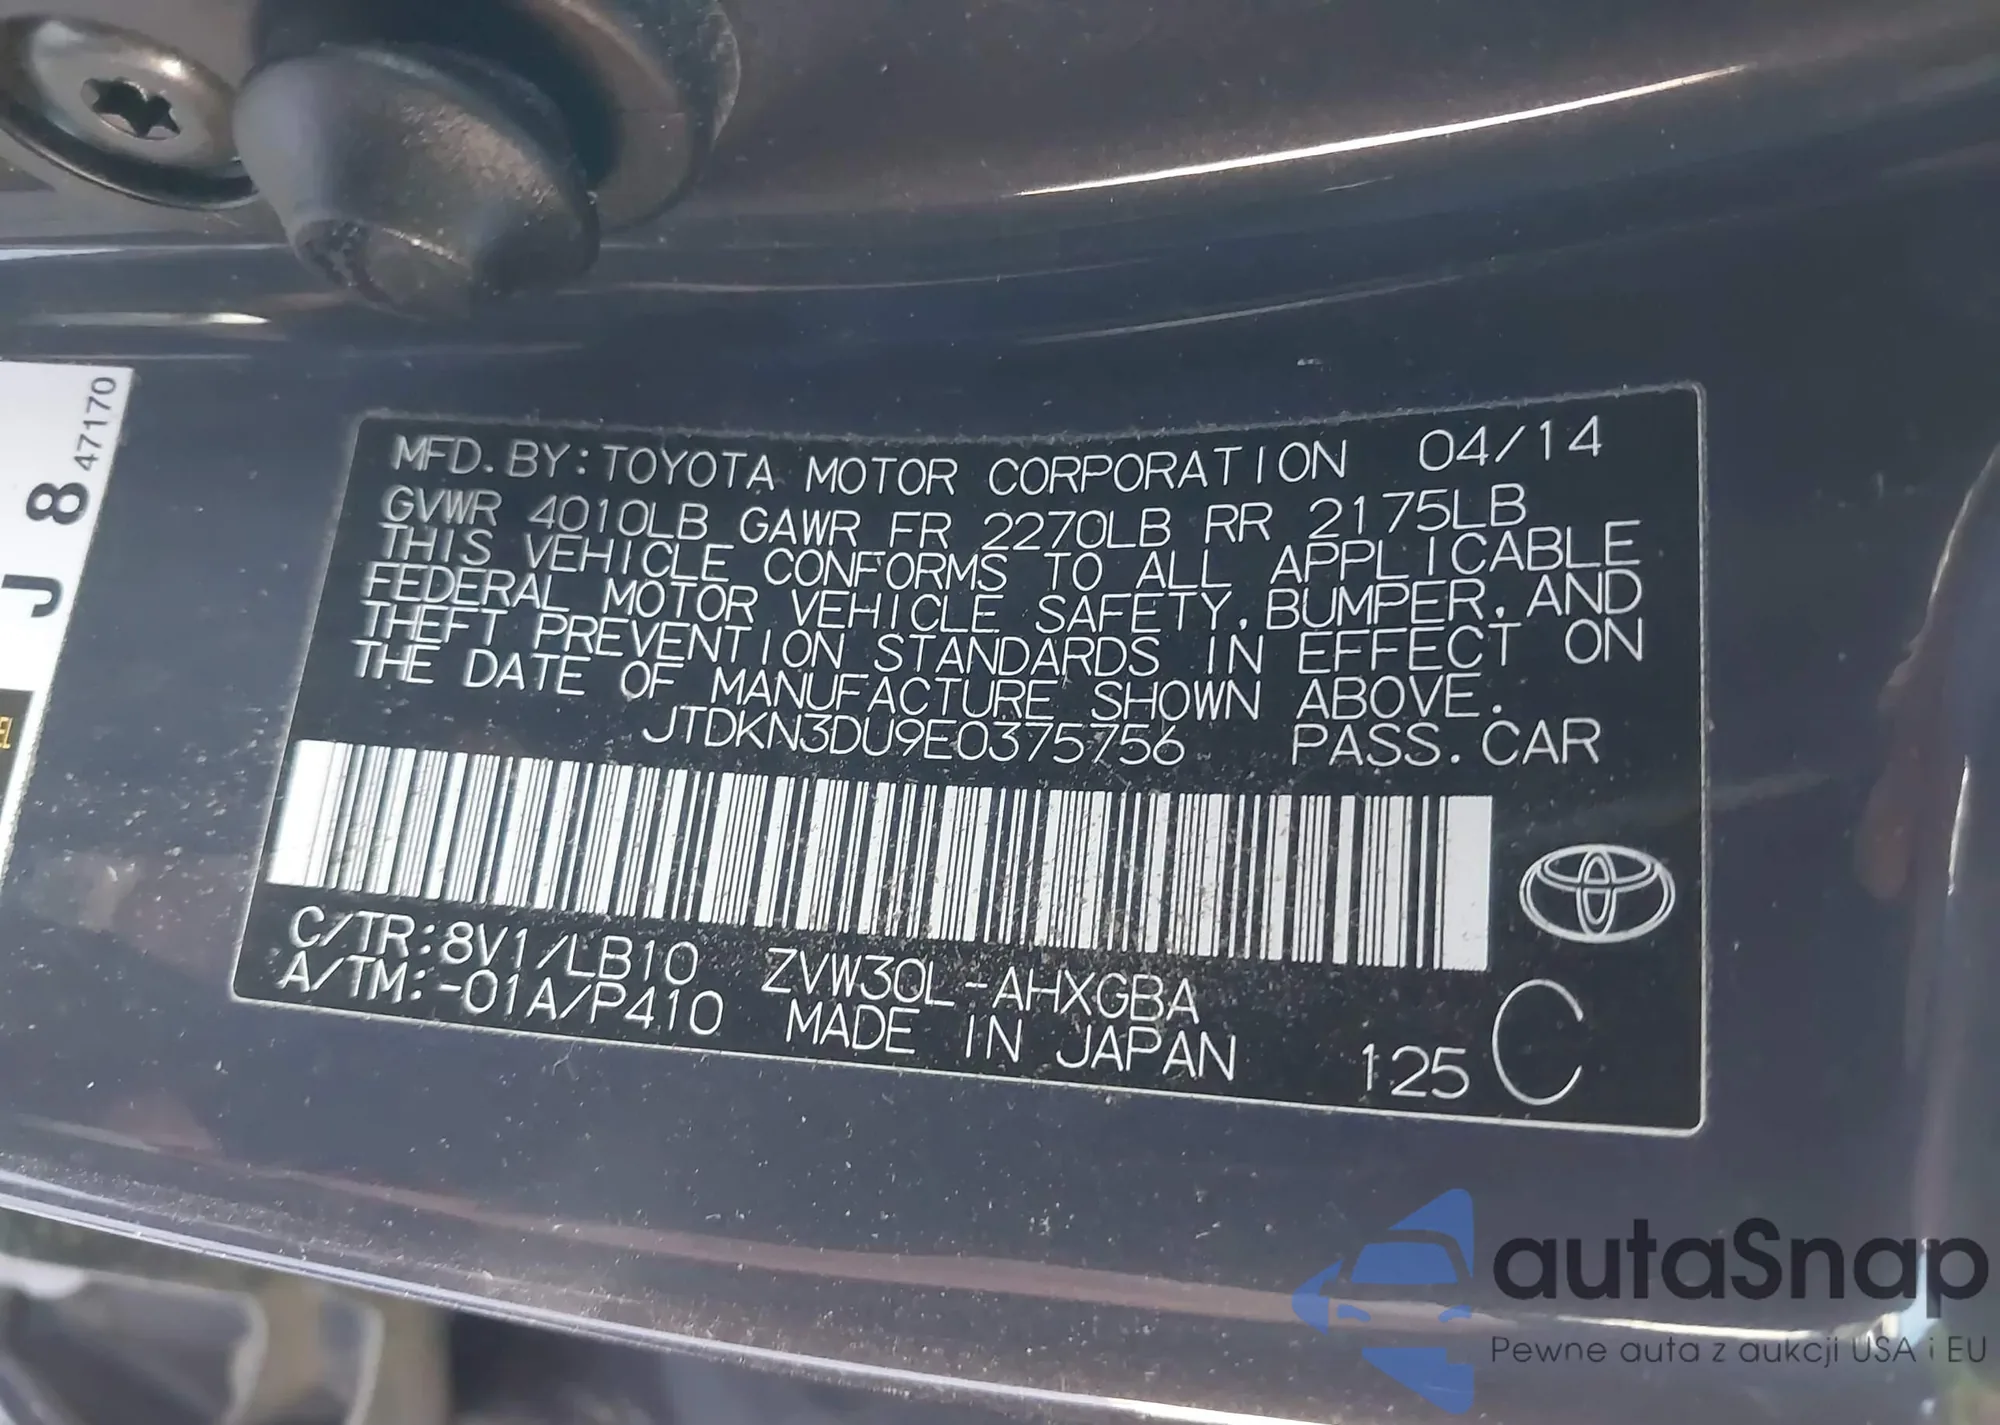 MFD. BY: TOYOTA MOTOR CORPORATION 04/14
GVWR 4010LB GAWR FR 2270LB RR 2175LB
THIS VEHICLE CONFORMS TO ALL APPLICABLE
FEDERAL MOTOR VEHICLE SAFETY, BUMPER, AND
THEFT PREVENTION STANDARDS IN EFFECT ON
THE DATE OF MANUFACTURE SHOWN ABOVE.
JTDKN3DU9E0375756 PASS. CAR
C/TR:8V1/LB10 ZVW30L-AHXGBA
A/TM:-01A/P410 MADE IN JAPAN 125 C
J 8
47170
autaSnap
Pewne auta z aukcji USA i EU